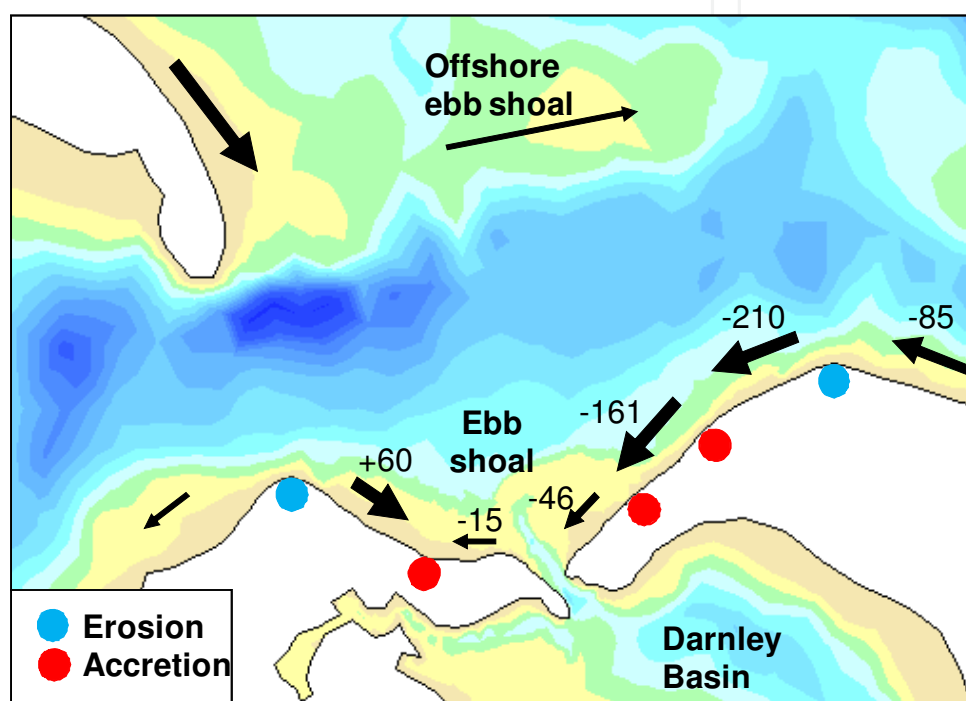 Offshore
ebb shoal
-210
-85
-161
Ebb
shoal
+60
-46
-15
Erosion
Accretion
Darnley
Basin